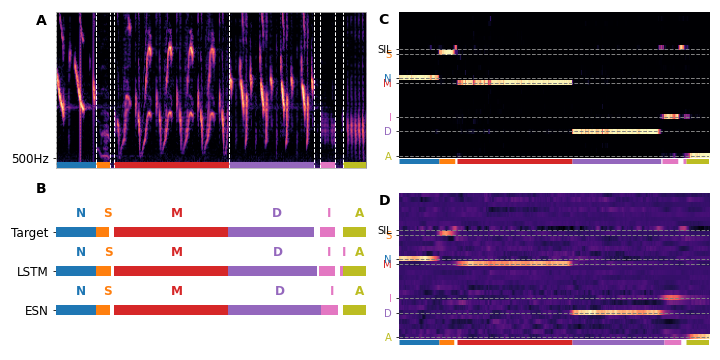 A
500Hz
B
N S M D I A
Target
N S M D I I A
LSTM
N S M D I A
ESN
C
SIL
S
N
M
I
D
A
D
SIL
S
N
M
I
D
A